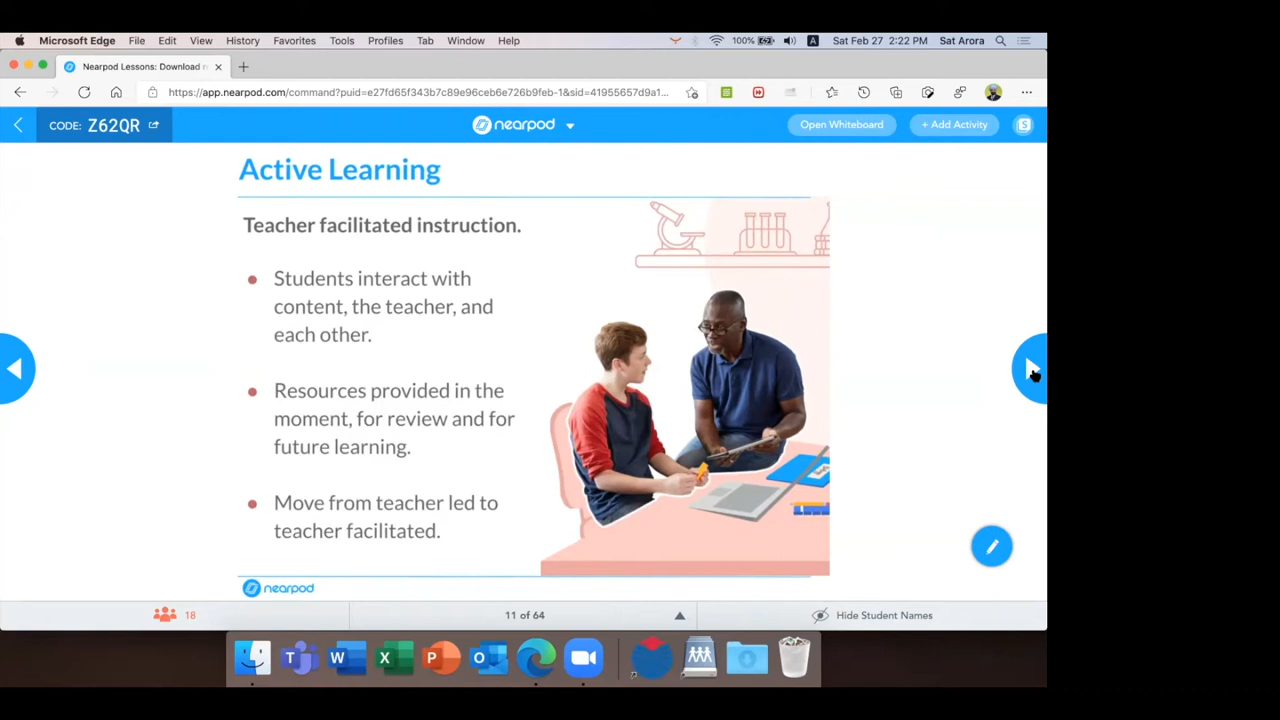 Microsoft Edge File Edit View History Favorites Tools Profiles Tab Window Help 100% A Sat Feb 27 2:22 PM Sat Arora
Nearpod Lessons: Download r
https://app.nearpod.com/command?puid=e27fd65f343b7c89e96ceb6e726b9feb-1&sid=41955657d9a1...
CODE: Z62QR nearpod Open Whiteboard + Add Activity S
Active Learning
Teacher facilitated instruction.
Students interact with
content, the teacher, and
each other.
Resources provided in the
moment, for review and for
future learning.
Move from teacher led to
teacher facilitated.
nearpod
18 11 of 64 Hide Student Names
T W X P O